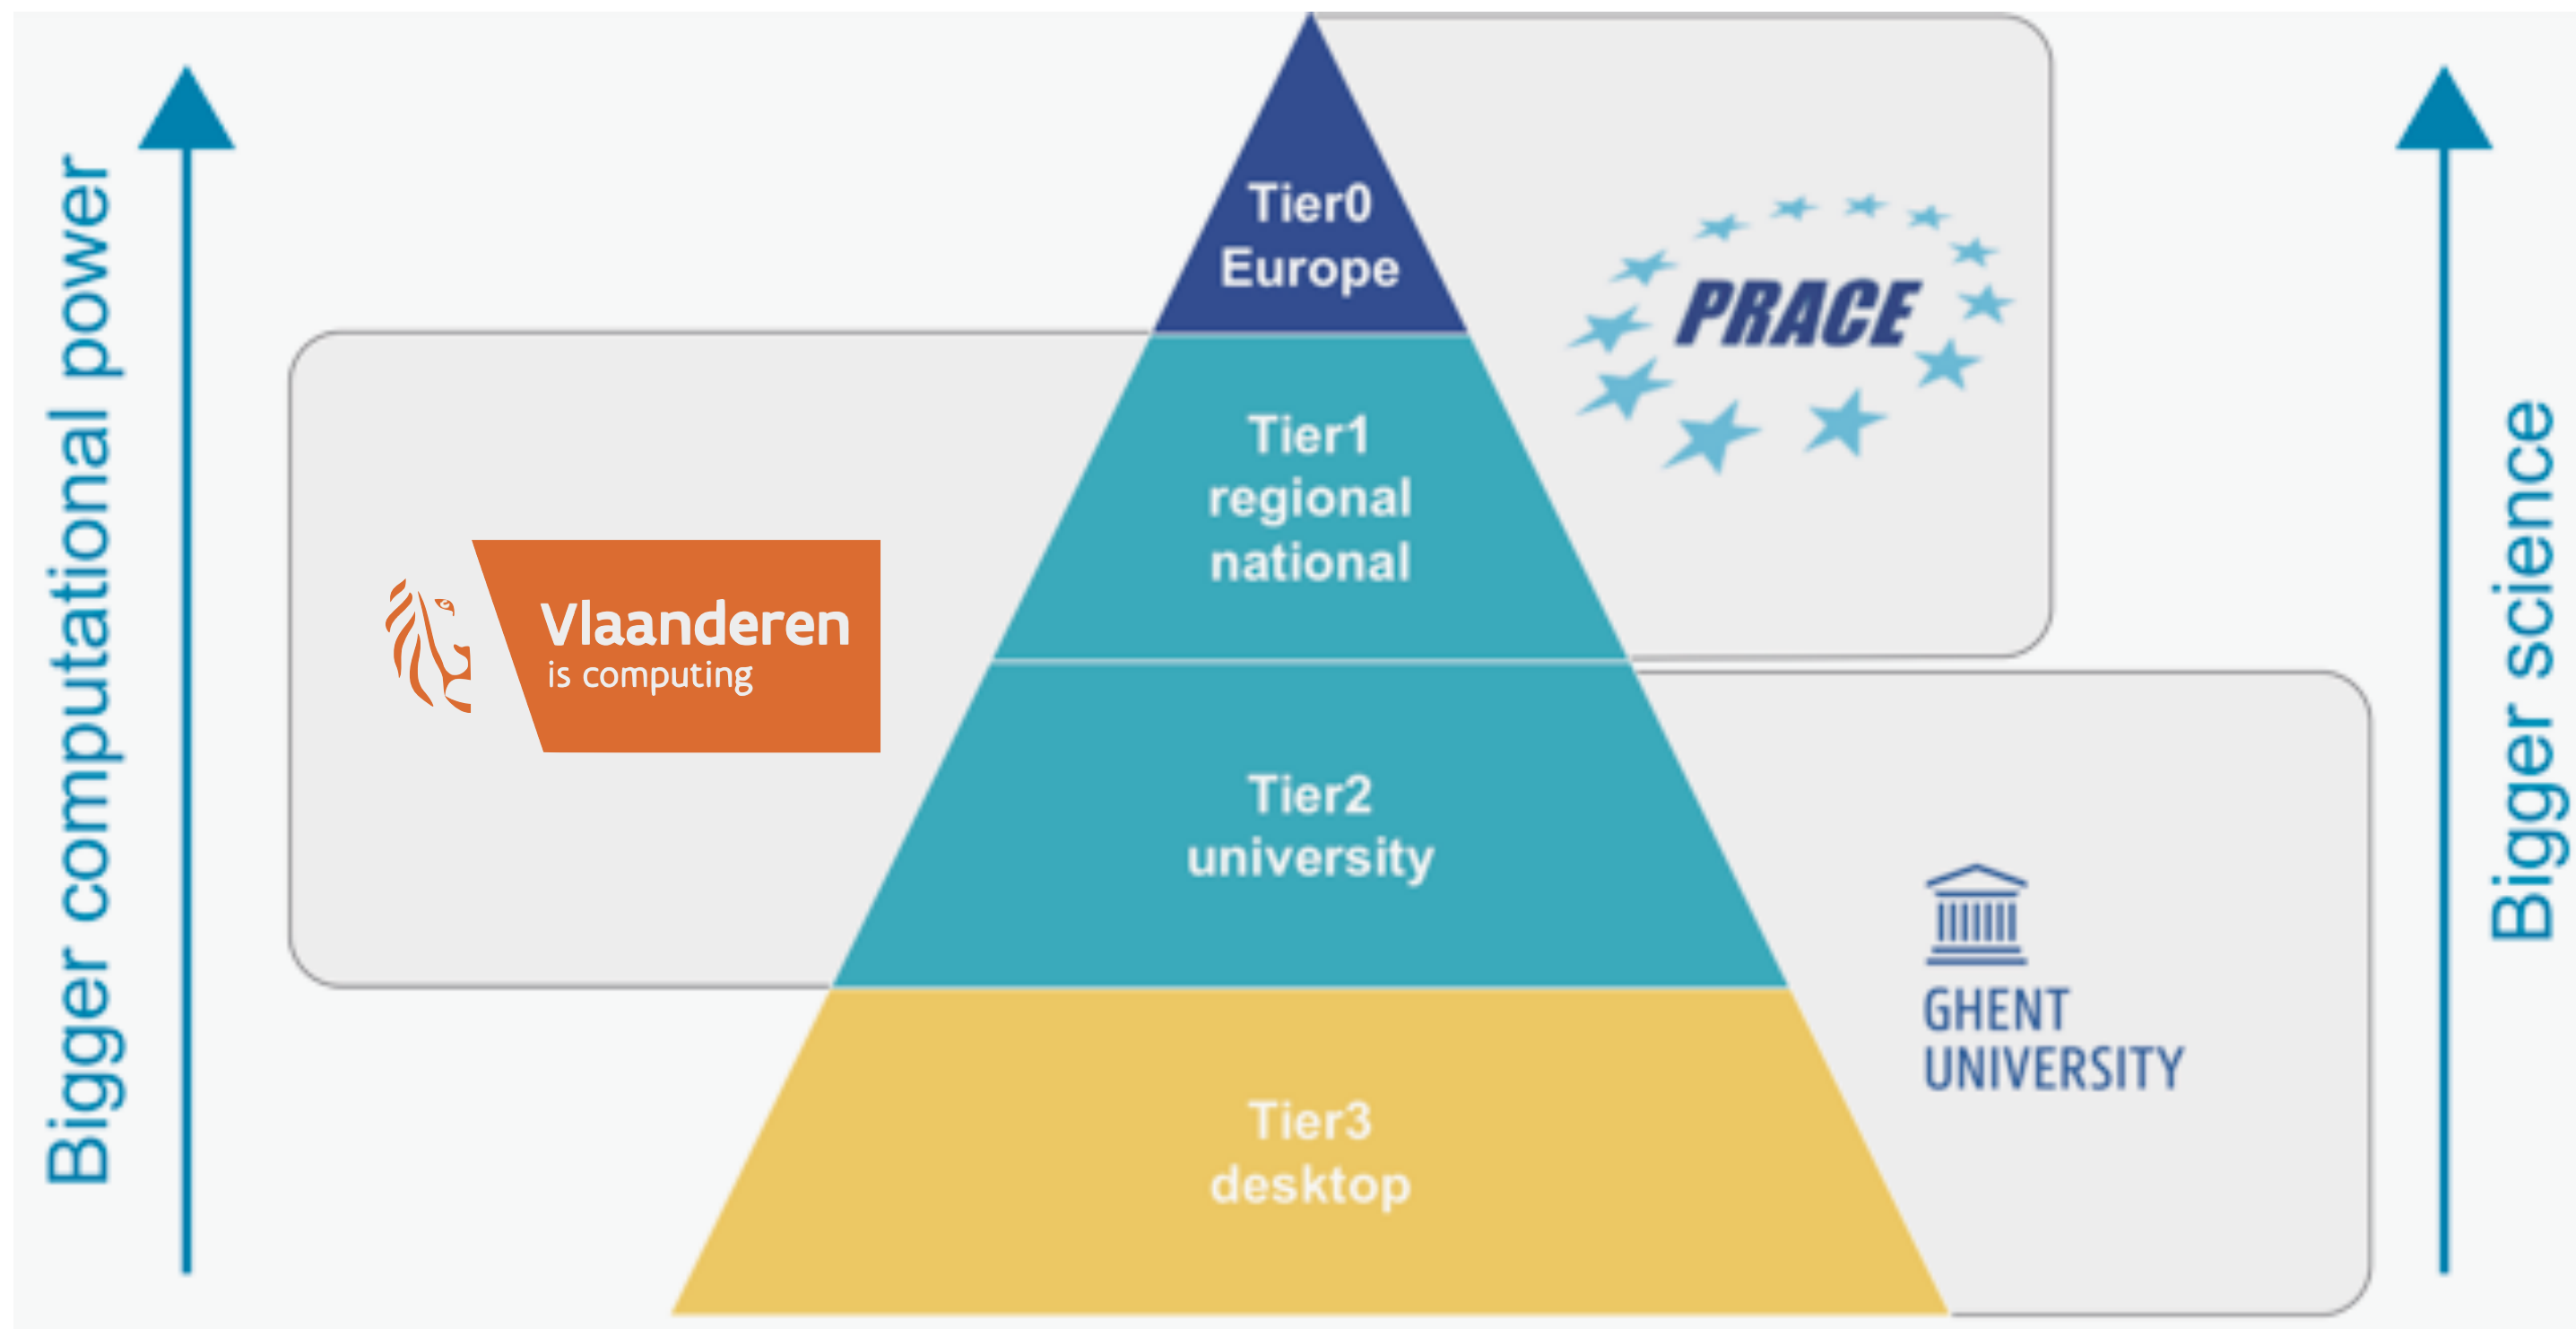 Bigger computational power
Tier0
Europe
PRACE
Tier1
regional
national
Vlaanderen
is computing
Tier2
university
GHENT
UNIVERSITY
Tier3
desktop
Bigger science